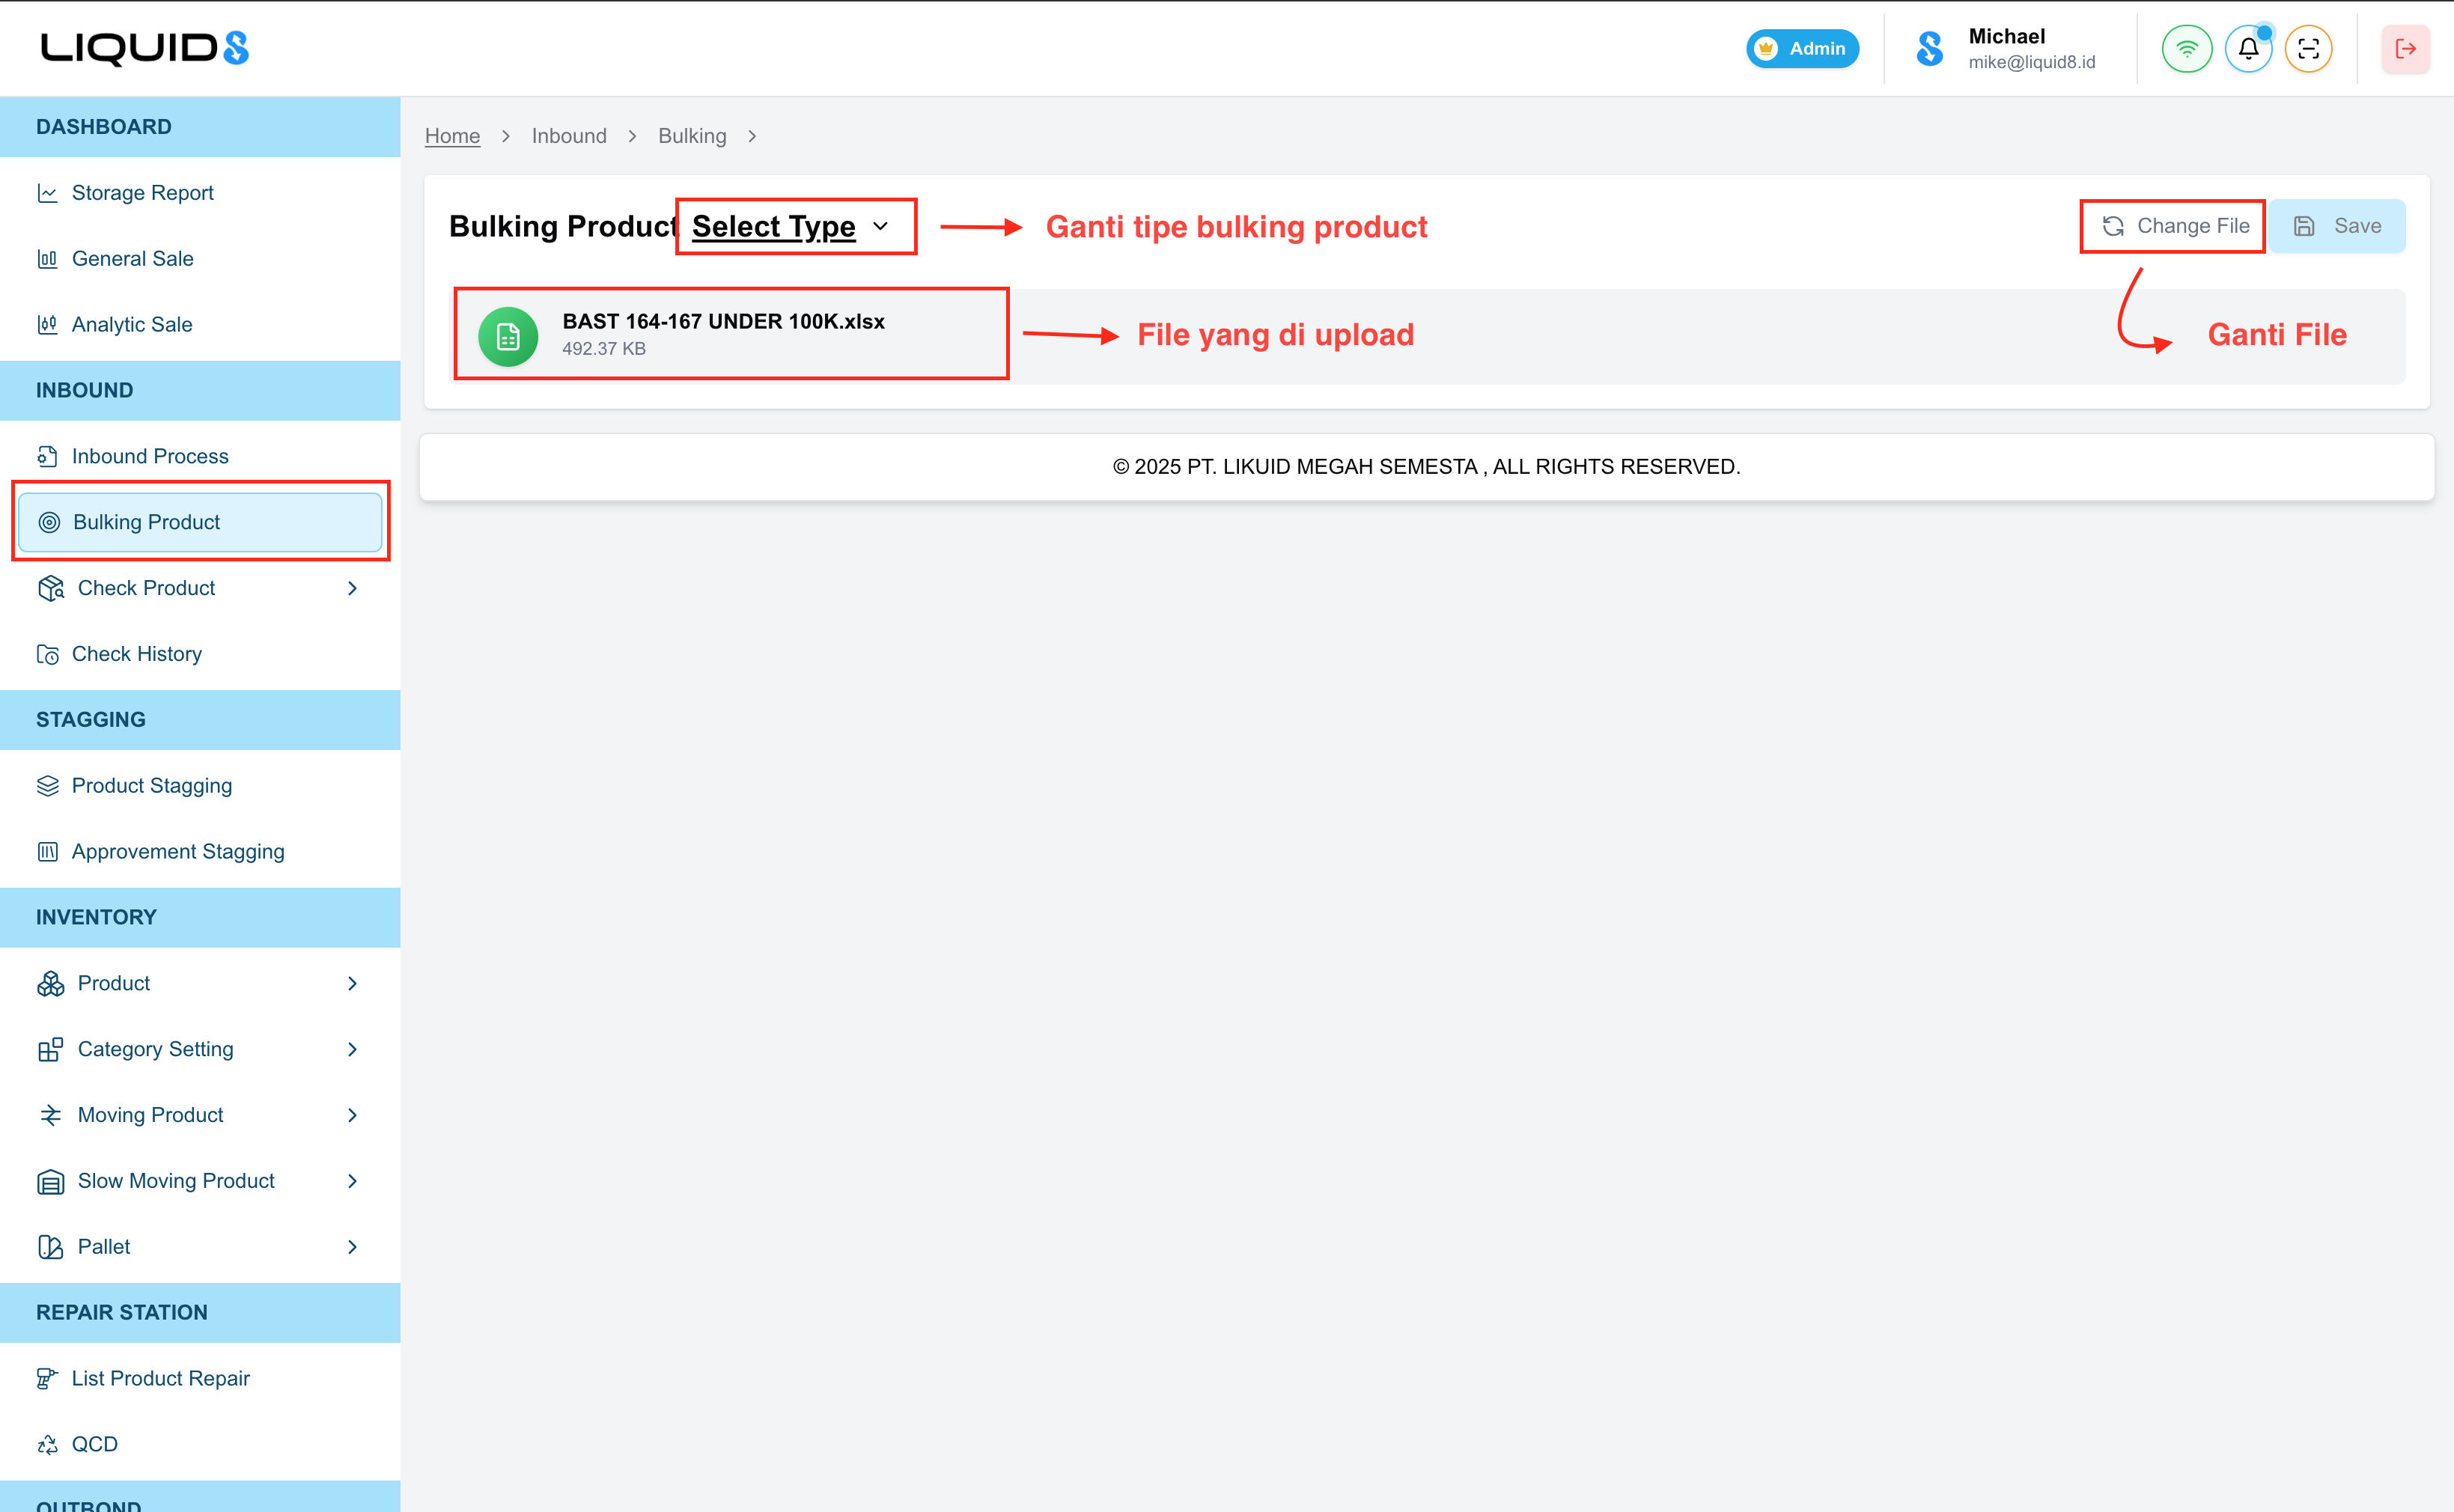 LIQUID8
Admin
Michael
mike@liquid8.id
DASHBOARD
Storage Report
General Sale
Analytic Sale
INBOUND
Inbound Process
Bulking Product
Check Product
Check History
STAGGING
Product Stagging
Approvement Stagging
INVENTORY
Product
Category Setting
Moving Product
Slow Moving Product
Pallet
REPAIR STATION
List Product Repair
QCD
OUTBOND
Home > Inbound > Bulking >
Bulking Product Select Type
Ganti tipe bulking product
Change File
Save
BAST 164-167 UNDER 100K.xlsx
492.37 KB
File yang di upload
Ganti File
© 2025 PT. LIKUID MEGAH SEMESTA , ALL RIGHTS RESERVED.